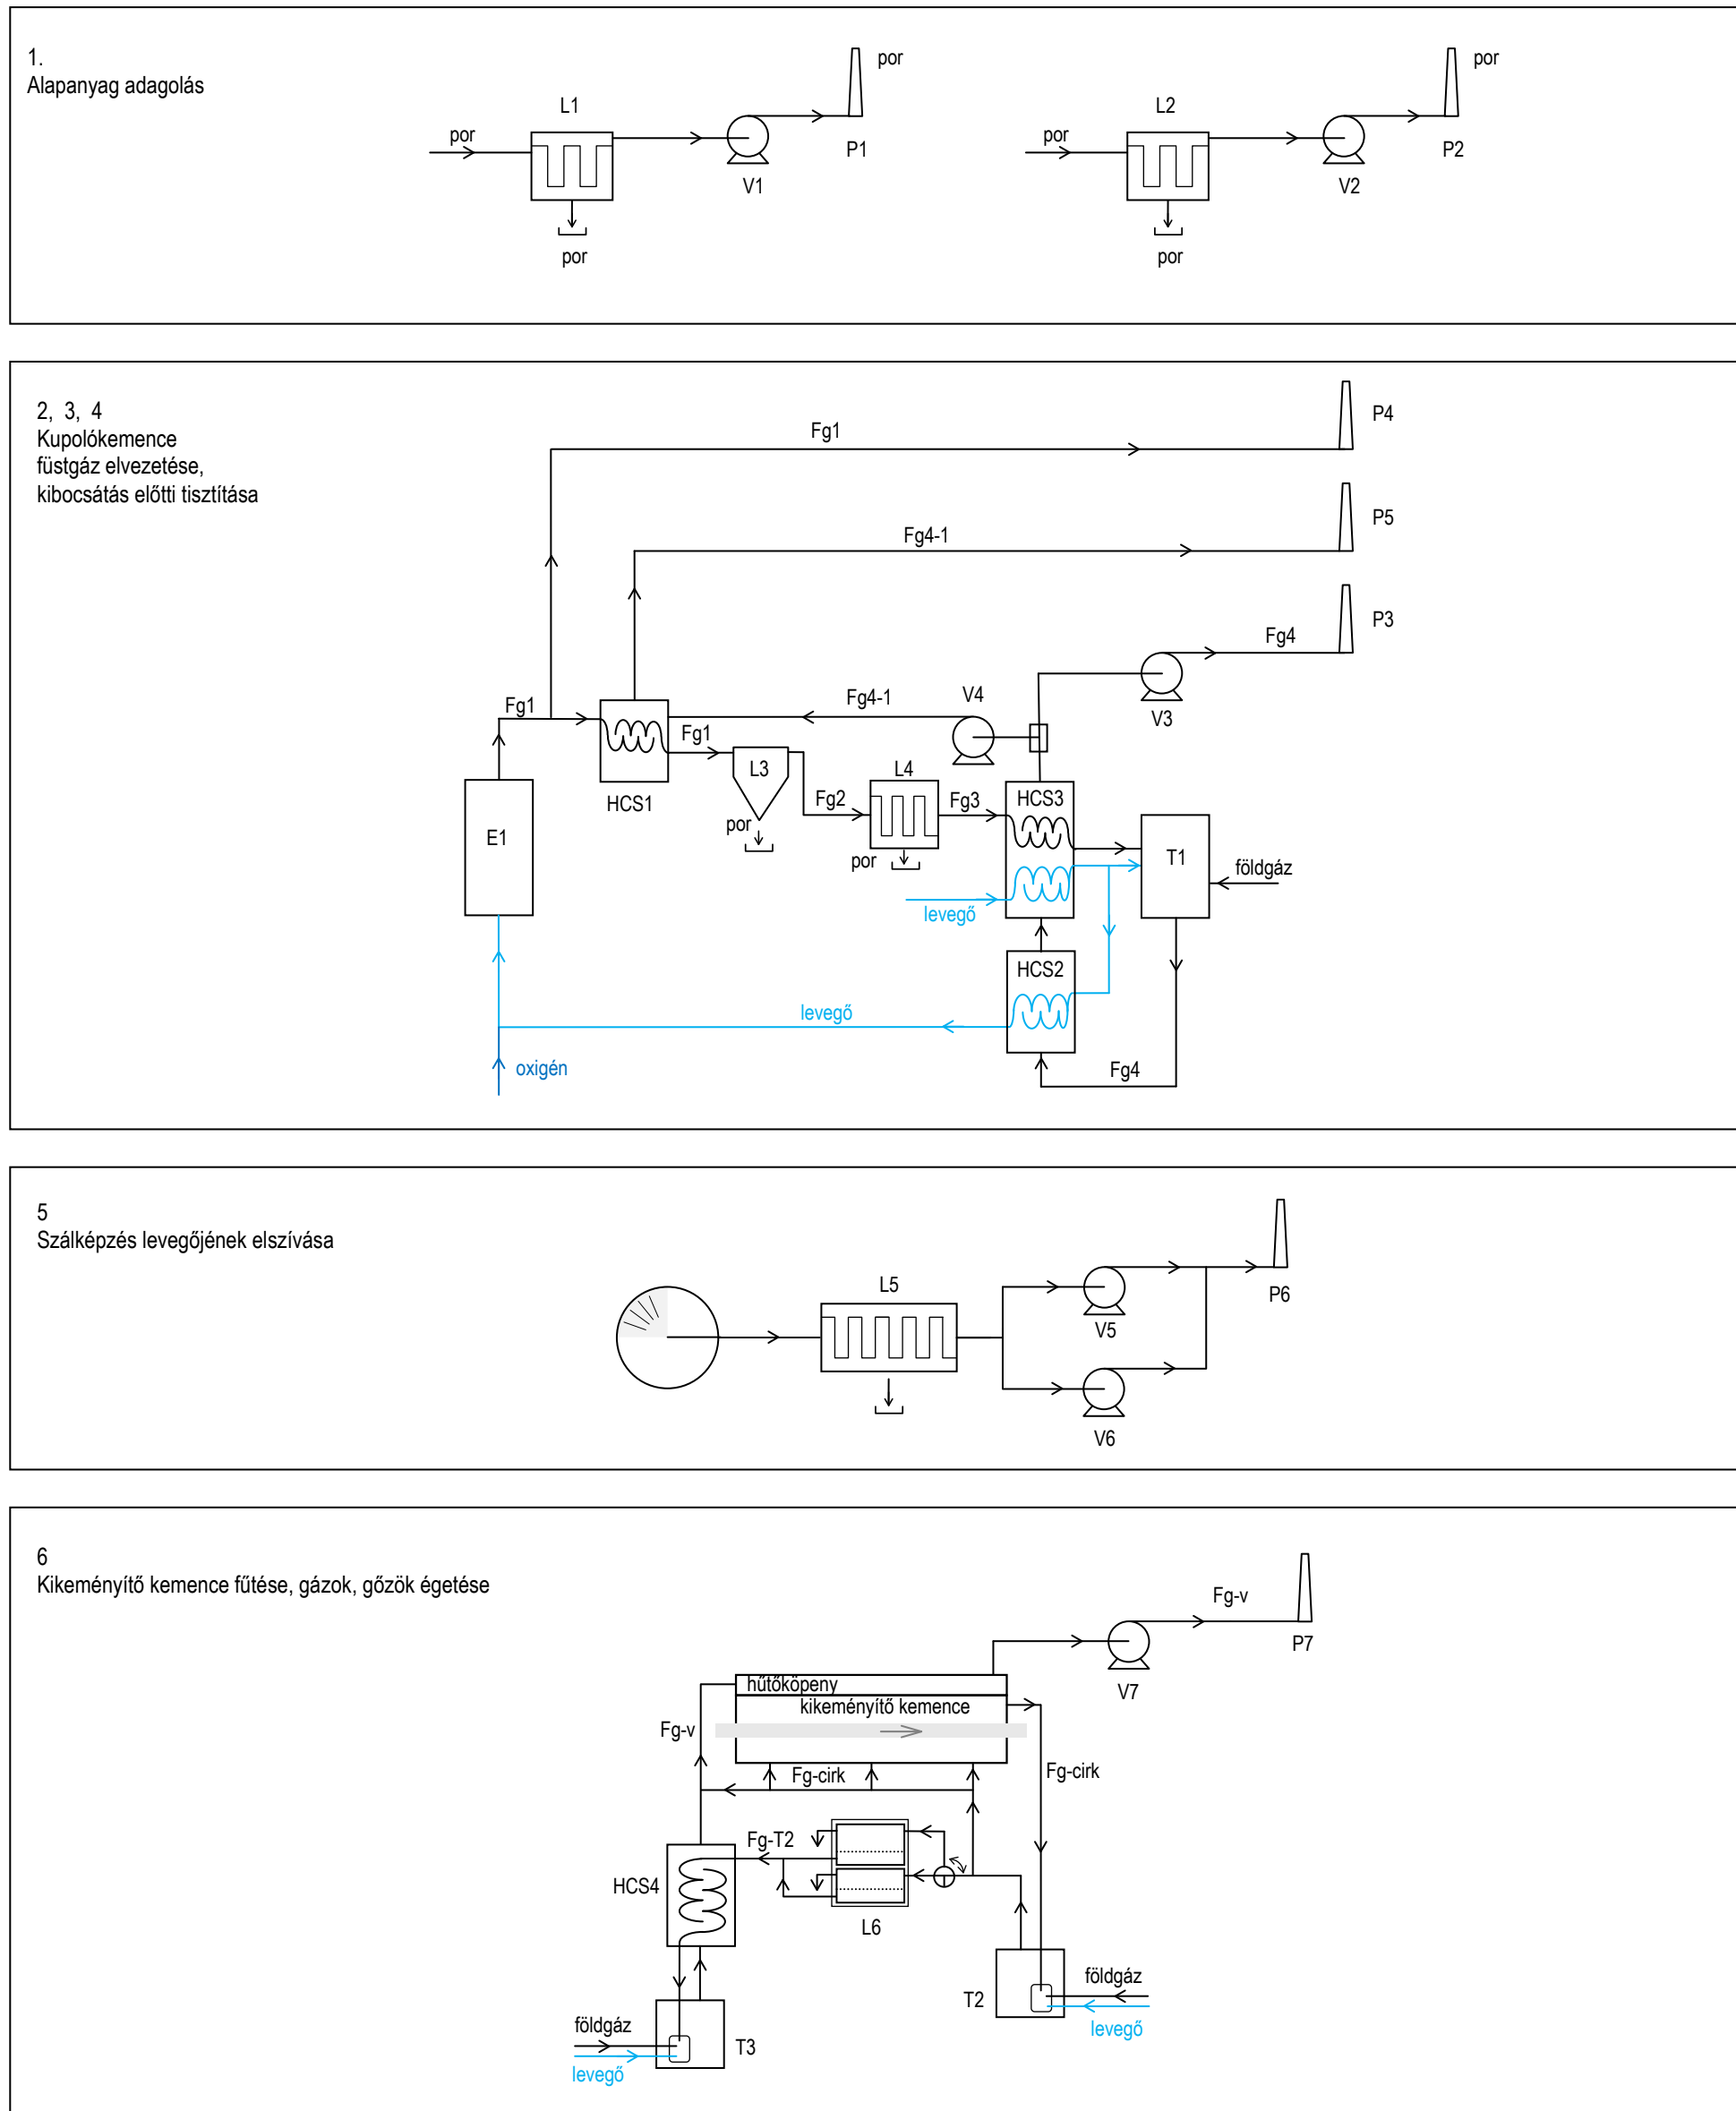 1.
Alapanyag adagolás
por
L1
por
V1
P1
por
por
L2
por
V2
P2
por
2, 3, 4
Kupolókemence
füstgáz elvezetése,
kibocsátás előtti tisztítása
Fg1
P4
Fg4-1
P5
P3
Fg4
V3
Fg1
HCS1
Fg4-1
V4
Fg1
L3
por
Fg2
L4
por
Fg3
HCS3
T1
földgáz
levegő
E1
HCS2
levegő
oxigén
Fg4
5
Szálképzés levegőjének elszívása
L5
V5
V6
P6
6
Kikeményítő kemence fűtése, gázok, gőzök égetése
Fg-v
P7
V7
hűtőköpeny
kikeményítő kemence
Fg-v
Fg-cirk
Fg-cirk
Fg-T2
HCS4
L6
T2
földgáz
levegő
földgáz
levegő
T3